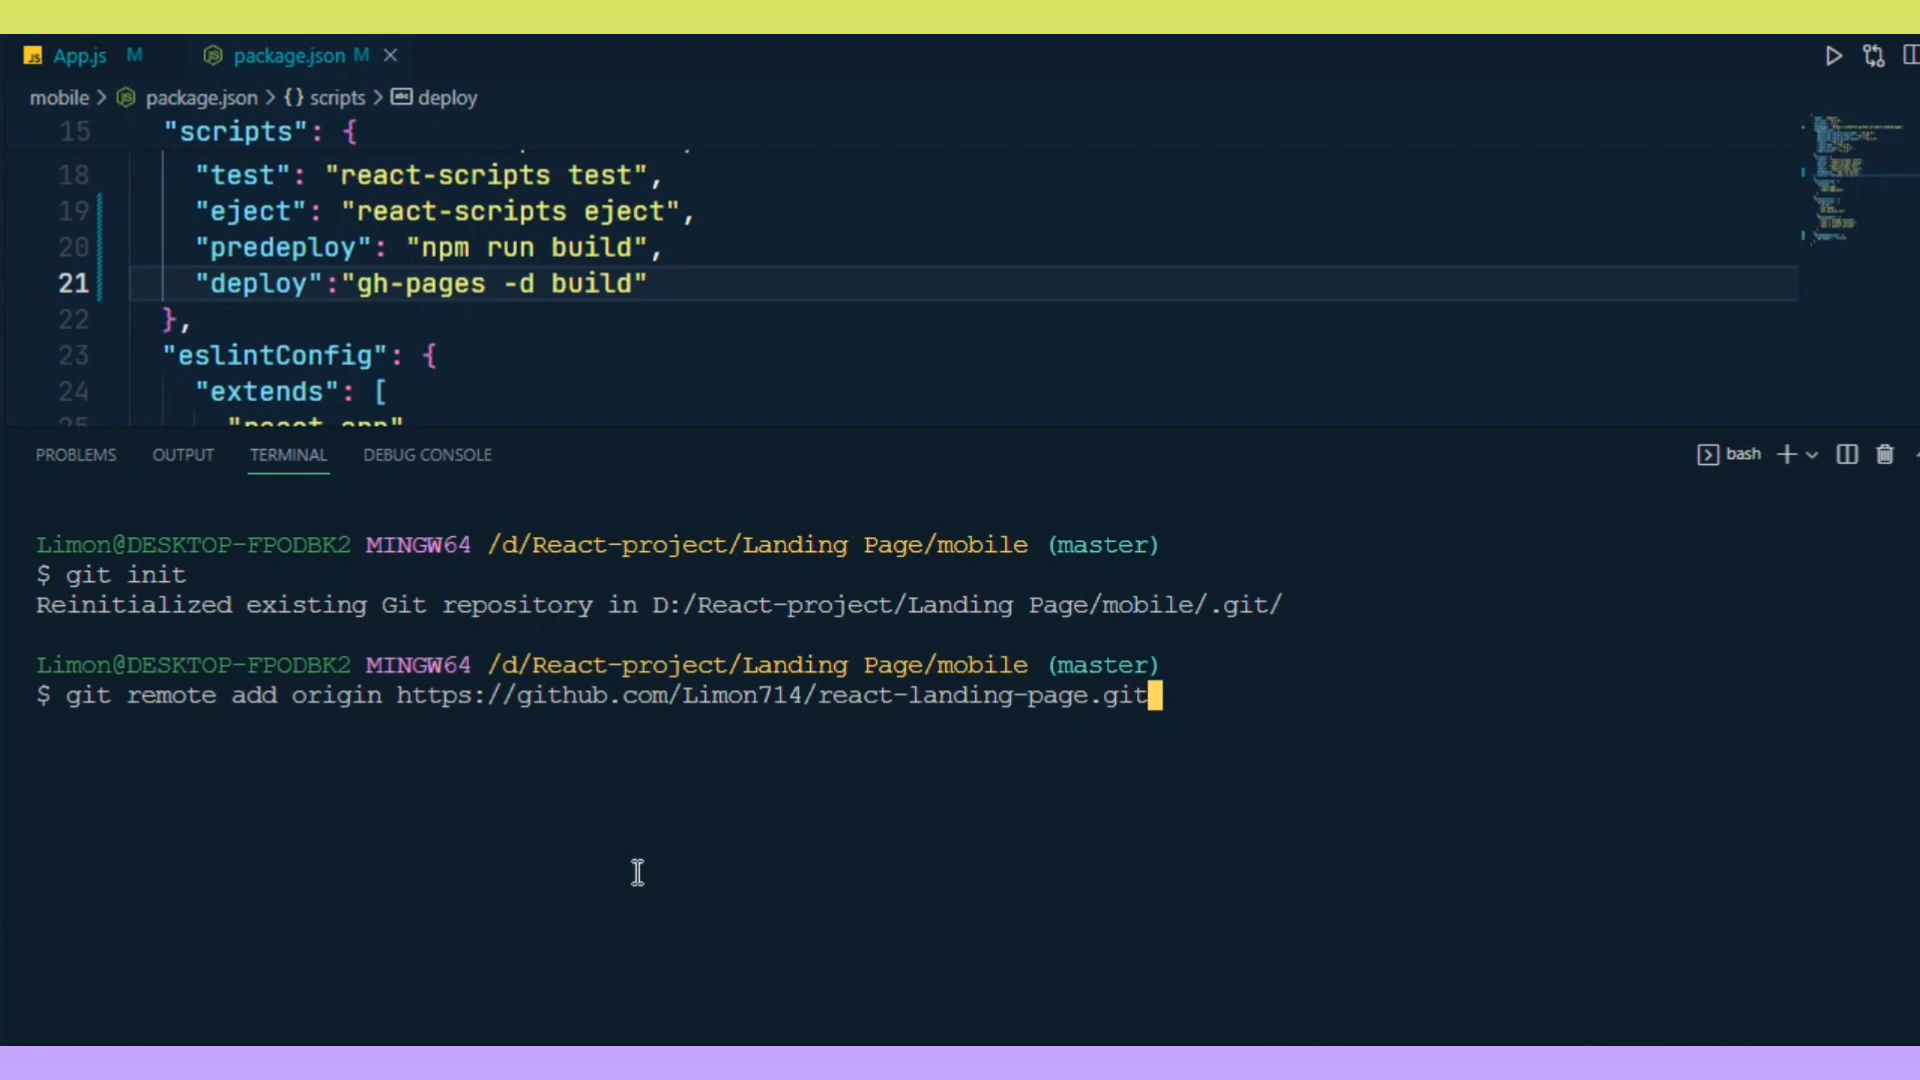 App.js M package.json M
mobile > package.json > {} scripts > deploy
15 "scripts": {
18 "test": "react-scripts test",
19 "eject": "react-scripts eject",
20 "predeploy": "npm run build",
21 "deploy":"gh-pages -d build"
22 },
23 "eslintConfig": {
24 "extends": [
25 "react-app"
PROBLEMS OUTPUT TERMINAL DEBUG CONSOLE bash
Limon@DESKTOP-FPODBK2 MINGW64 /d/React-project/Landing Page/mobile (master)
$ git init
Reinitialized existing Git repository in D:/React-project/Landing Page/mobile/.git/
Limon@DESKTOP-FPODBK2 MINGW64 /d/React-project/Landing Page/mobile (master)
$ git remote add origin https://github.com/Limon714/react-landing-page.git